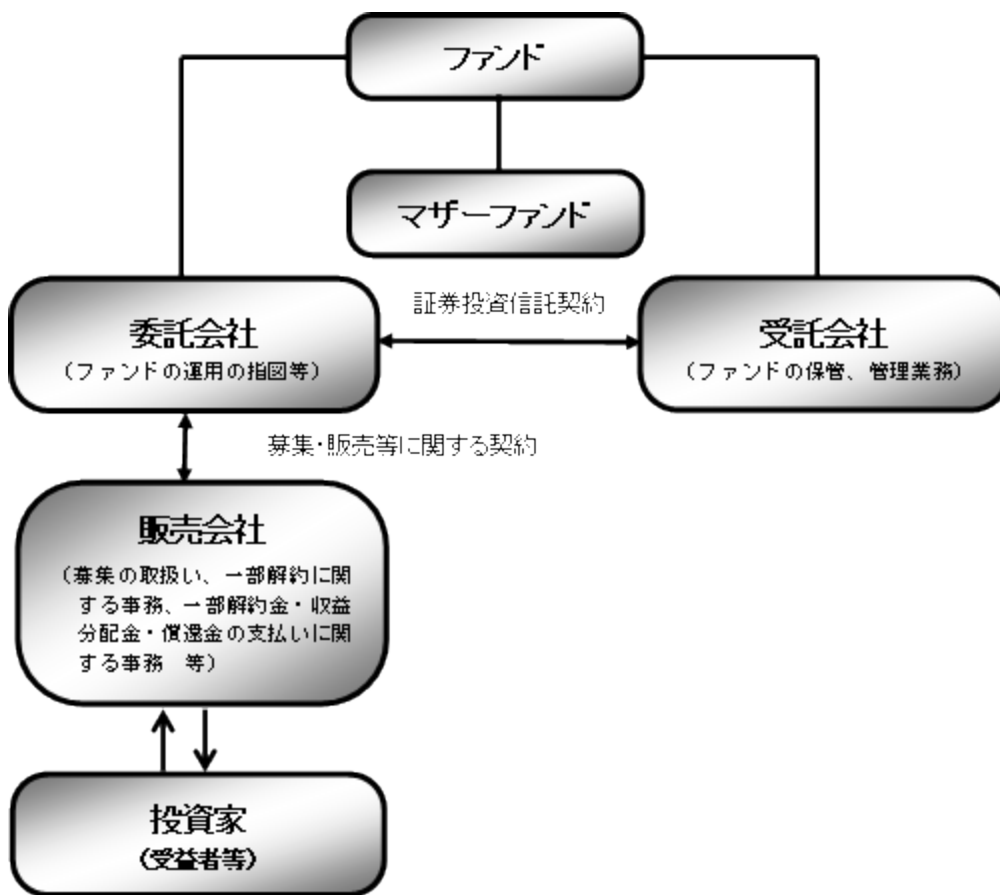 ファンド
マザーファンド
証券投資信託契約
委託会社
（ファンドの運用の指図等）
受託会社
（ファンドの保管、管理業務）
募集・販売等に関する契約
販売会社
（募集の取扱い、一部解約に関
する事務、一部解約金・収益
分配金・償還金の支払いに関
する事務　等）
投資家
（受益者等）